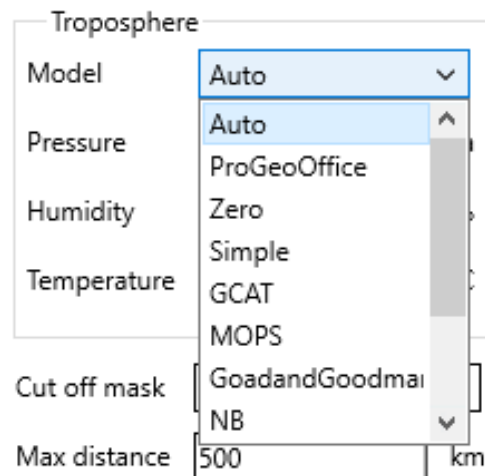 Troposphere
Model
Auto
Auto
Pressure
ProGeoOffice
Humidity
Zero
Simple
Temperature
GCAT
MOPS
Cut off mask
GoadandGoodmar
NB
Max distance
500
km